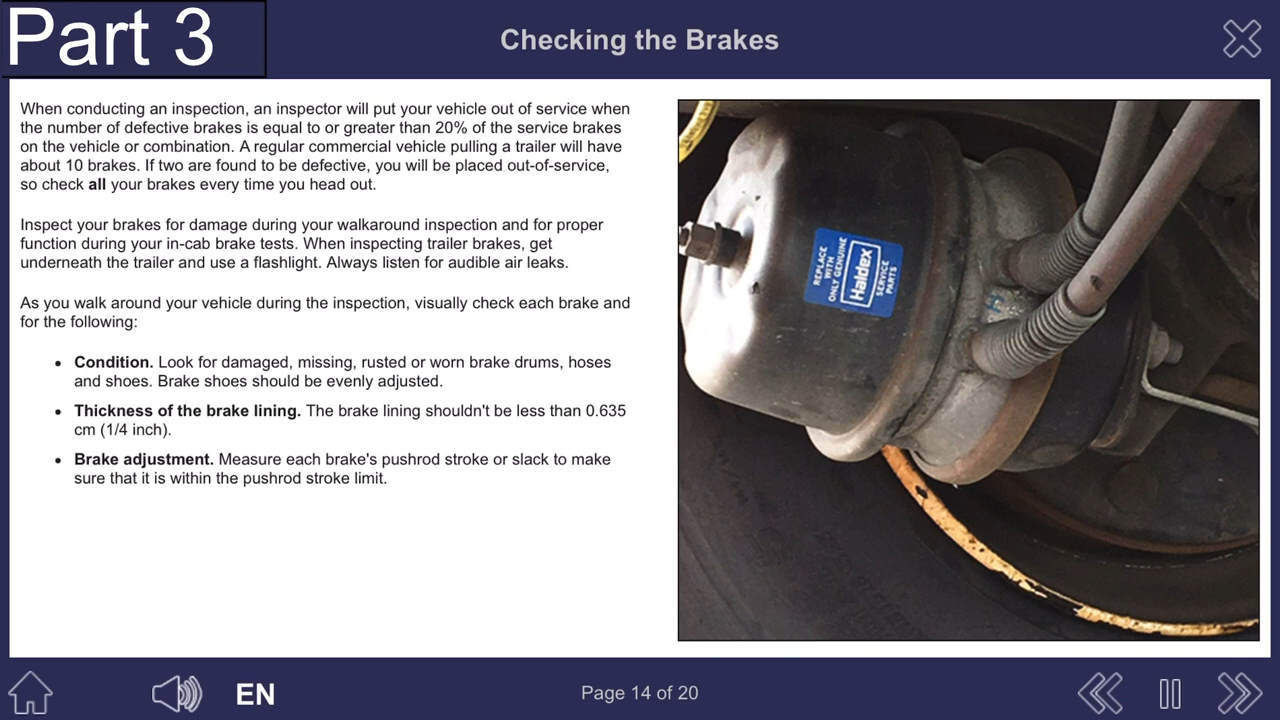 Part 3
Checking the Brakes
When conducting an inspection, an inspector will put your vehicle out of service when
the number of defective brakes is equal to or greater than 20% of the service brakes
on the vehicle or combination. A regular commercial vehicle pulling a trailer will have
about 10 brakes. If two are found to be defective, you will be placed out-of-service,
so check all your brakes every time you head out.
Inspect your brakes for damage during your walkaround inspection and for proper
function during your in-cab brake tests. When inspecting trailer brakes, get
underneath the trailer and use a flashlight. Always listen for audible air leaks.
As you walk around your vehicle during the inspection, visually check each brake and
for the following:
• Condition. Look for damaged, missing, rusted or worn brake drums, hoses
and shoes. Brake shoes should be evenly adjusted.
• Thickness of the brake lining. The brake lining shouldn't be less than 0.635
cm (1/4 inch).
• Brake adjustment. Measure each brake's pushrod stroke or slack to make
sure that it is within the pushrod stroke limit.
REPLACE
WITH
ONLY GENUINE
Haldex
SERVICE
PARTS
EN
Page 14 of 20